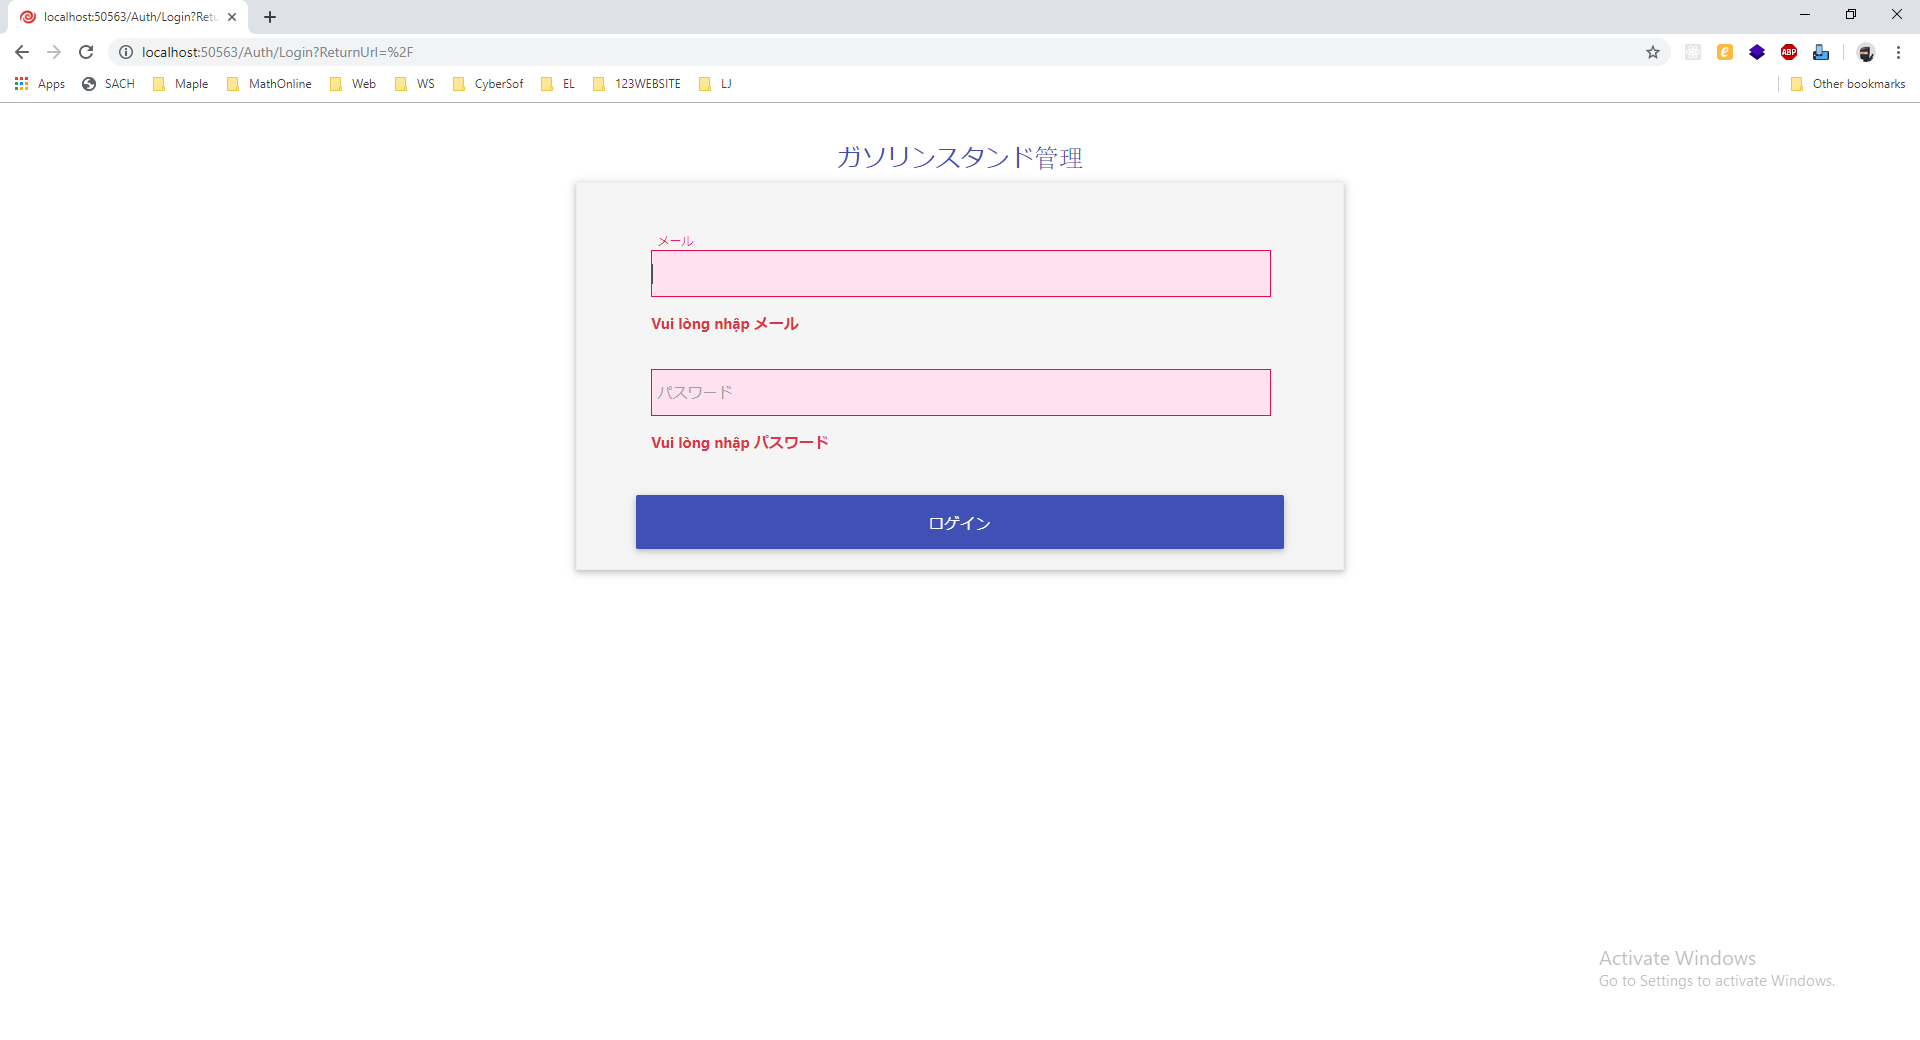 localhost:50563/Auth/Login?Retu
localhost:50563/Auth/Login?ReturnUrl=%2F
ABP
Apps SACH Maple MathOnline Web WS CyberSof EL 123WEBSITE LJ Other bookmarks
ガソリンスタンド管理
メール
Vui lòng nhập メール
パスワード
Vui lòng nhập パスワード
ロゲイン
Activate Windows
Go to Settings to activate Windows.